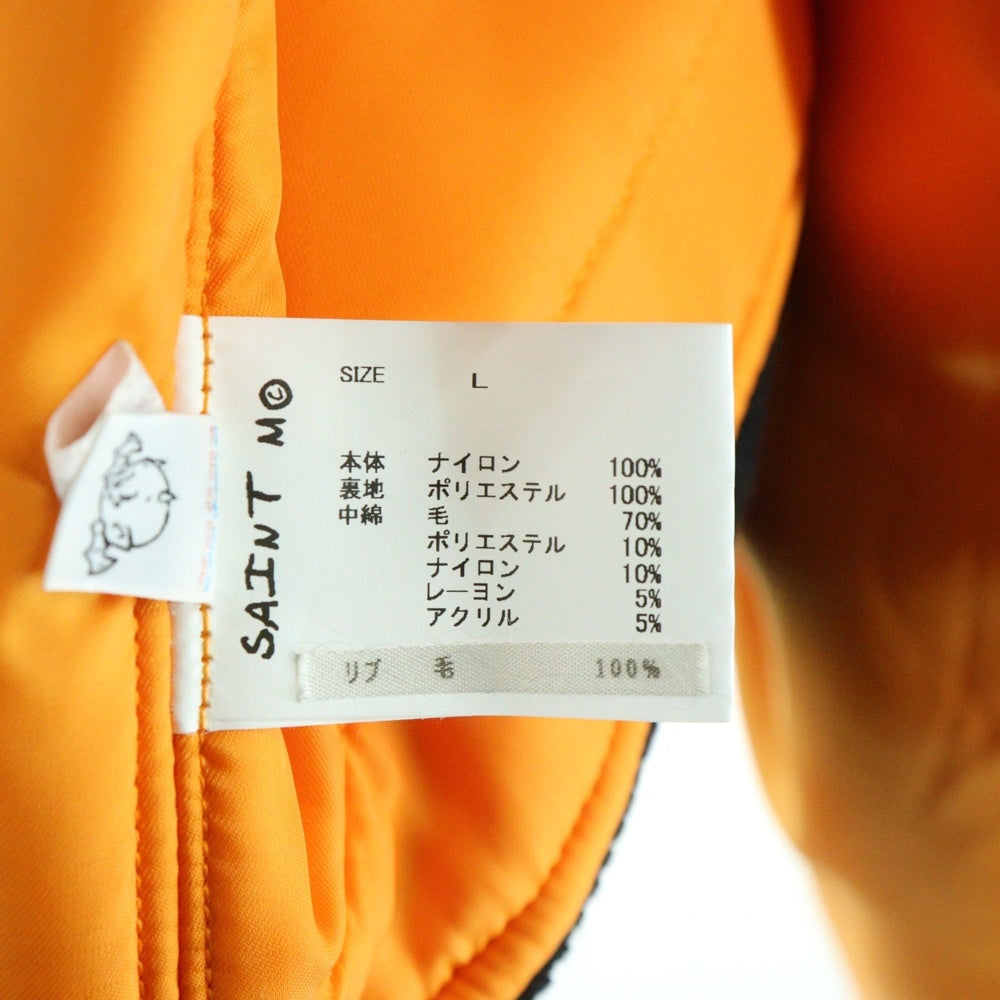 SAINT M©
SIZE L
本体 ナイロン 100%
裏地 ポリエステル 100%
中綿 毛 70%
ポリエステル 10%
ナイロン 10%
レーヨン 5%
アクリル 5%
リブ 毛 100%